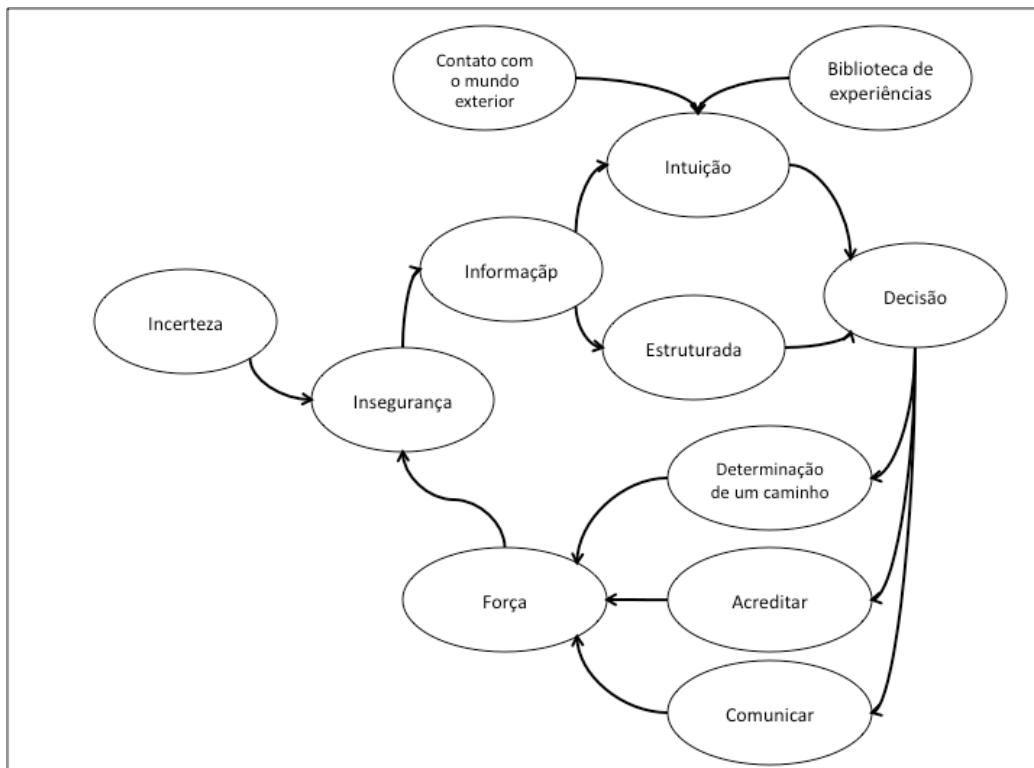 Contato com
o mundo
exterior
Biblioteca de
experiências
Intuição
Informaçãp
Decisão
Incerteza
Estruturada
Insegurança
Determinação
de um caminho
Força
Acreditar
Comunicar